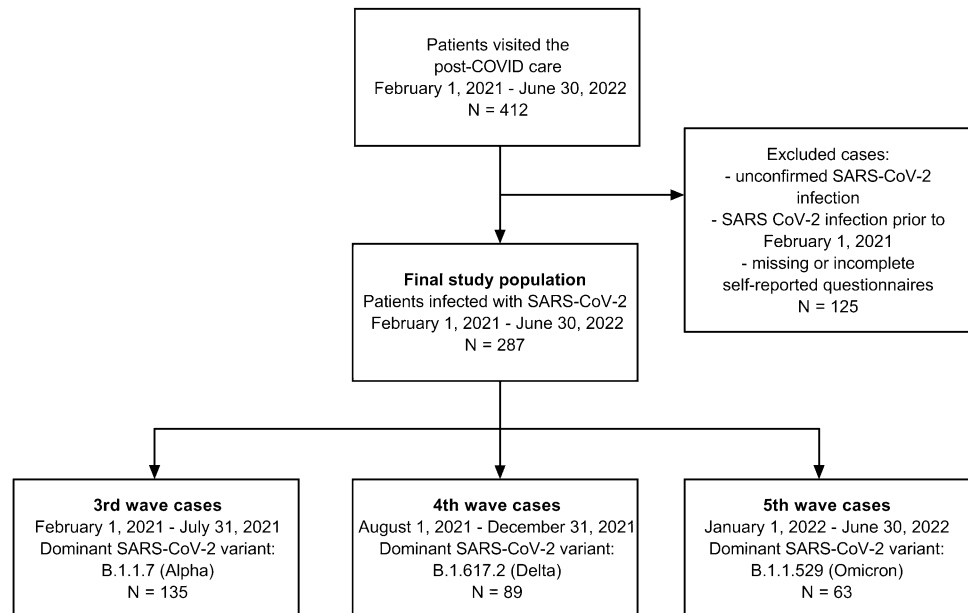 Patients visited the
post-COVID care
February 1, 2021 - June 30, 2022
N = 412
Excluded cases:
- unconfirmed SARS-CoV-2
infection
- SARS CoV-2 infection prior to
February 1, 2021
- missing or incomplete
self-reported questionnaires
N = 125
Final study population
Patients infected with SARS-CoV-2
February 1, 2021 - June 30, 2022
N = 287
3rd wave cases
February 1, 2021 - July 31, 2021
Dominant SARS-CoV-2 variant:
B.1.1.7 (Alpha)
N = 135
4th wave cases
August 1, 2021 - December 31, 2021
Dominant SARS-CoV-2 variant:
B.1.617.2 (Delta)
N = 89
5th wave cases
January 1, 2022 - June 30, 2022
Dominant SARS-CoV-2 variant:
B.1.1.529 (Omicron)
N = 63